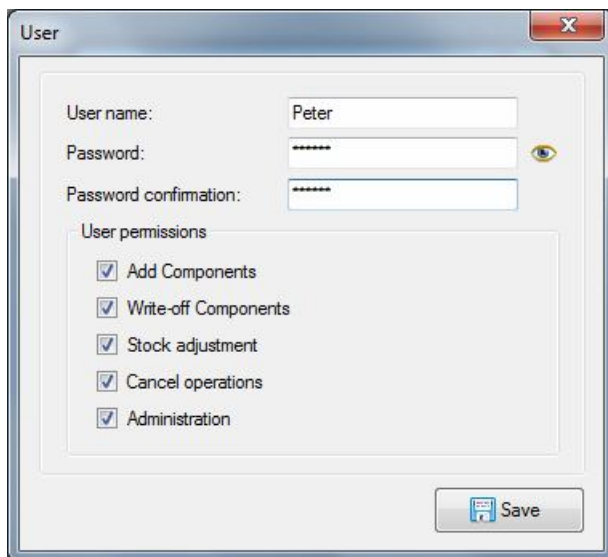 User
User name: Peter
Password: ******
Password confirmation: ******
User permissions
Add Components
Write-off Components
Stock adjustment
Cancel operations
Administration
Save